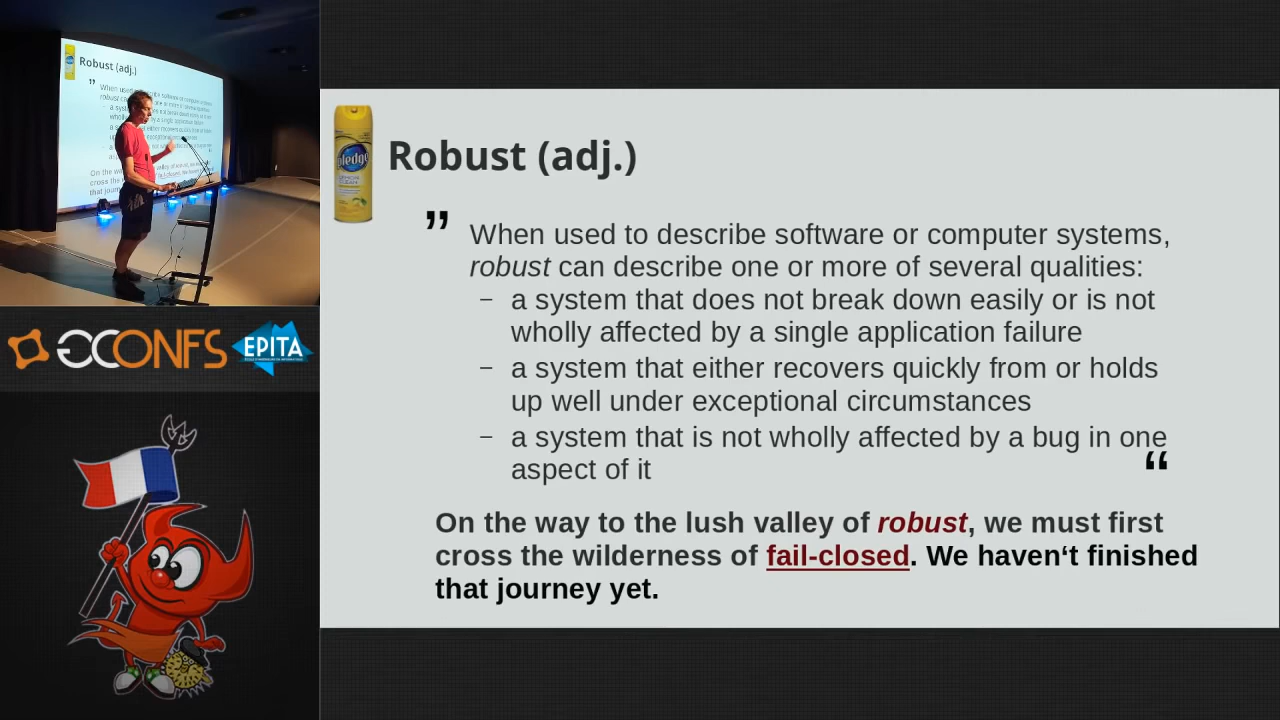 Robust (adj.)
” When used to describe software or computer systems,
robust can describe one or more of several qualities:
– a system that does not break down easily or is not
wholly affected by a single application failure
– a system that either recovers quickly from or holds
up well under exceptional circumstances
– a system that is not wholly affected by a bug in one
aspect of it “
On the way to the lush valley of robust, we must first
cross the wilderness of fail-closed. We haven‘t finished
that journey yet.
pledge
Robust (adj.)
GCONFS
EPITA